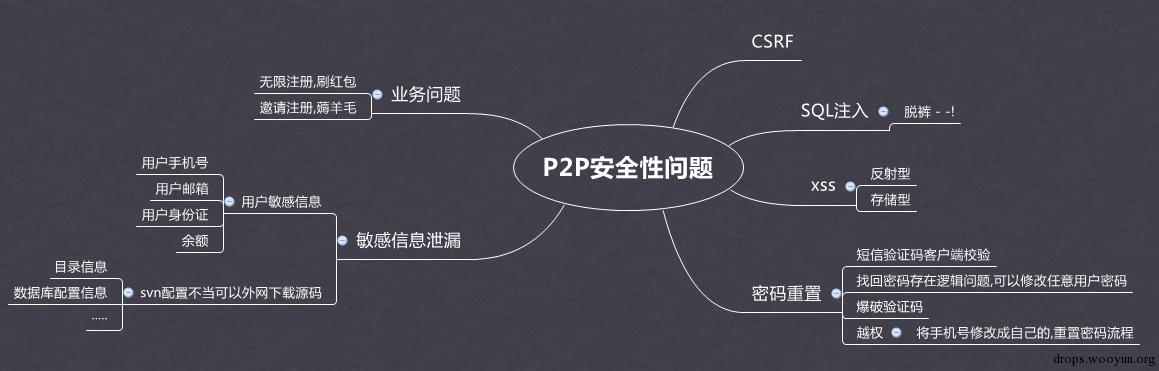 P2P安全性问题
CSRF
SQL注入
脱裤 - -!
xss
反射型
存储型
密码重置
短信验证码客户端校验
找回密码存在逻辑问题,可以修改任意用户密码
爆破验证码
越权
将手机号修改成自己的,重置密码流程
业务问题
无限注册,刷红包
邀请注册,薅羊毛
敏感信息泄漏
用户敏感信息
用户手机号
用户邮箱
用户身份证
余额
svn配置不当可以外网下载源码
目录信息
数据库配置信息
.....
drops.wooyun.org